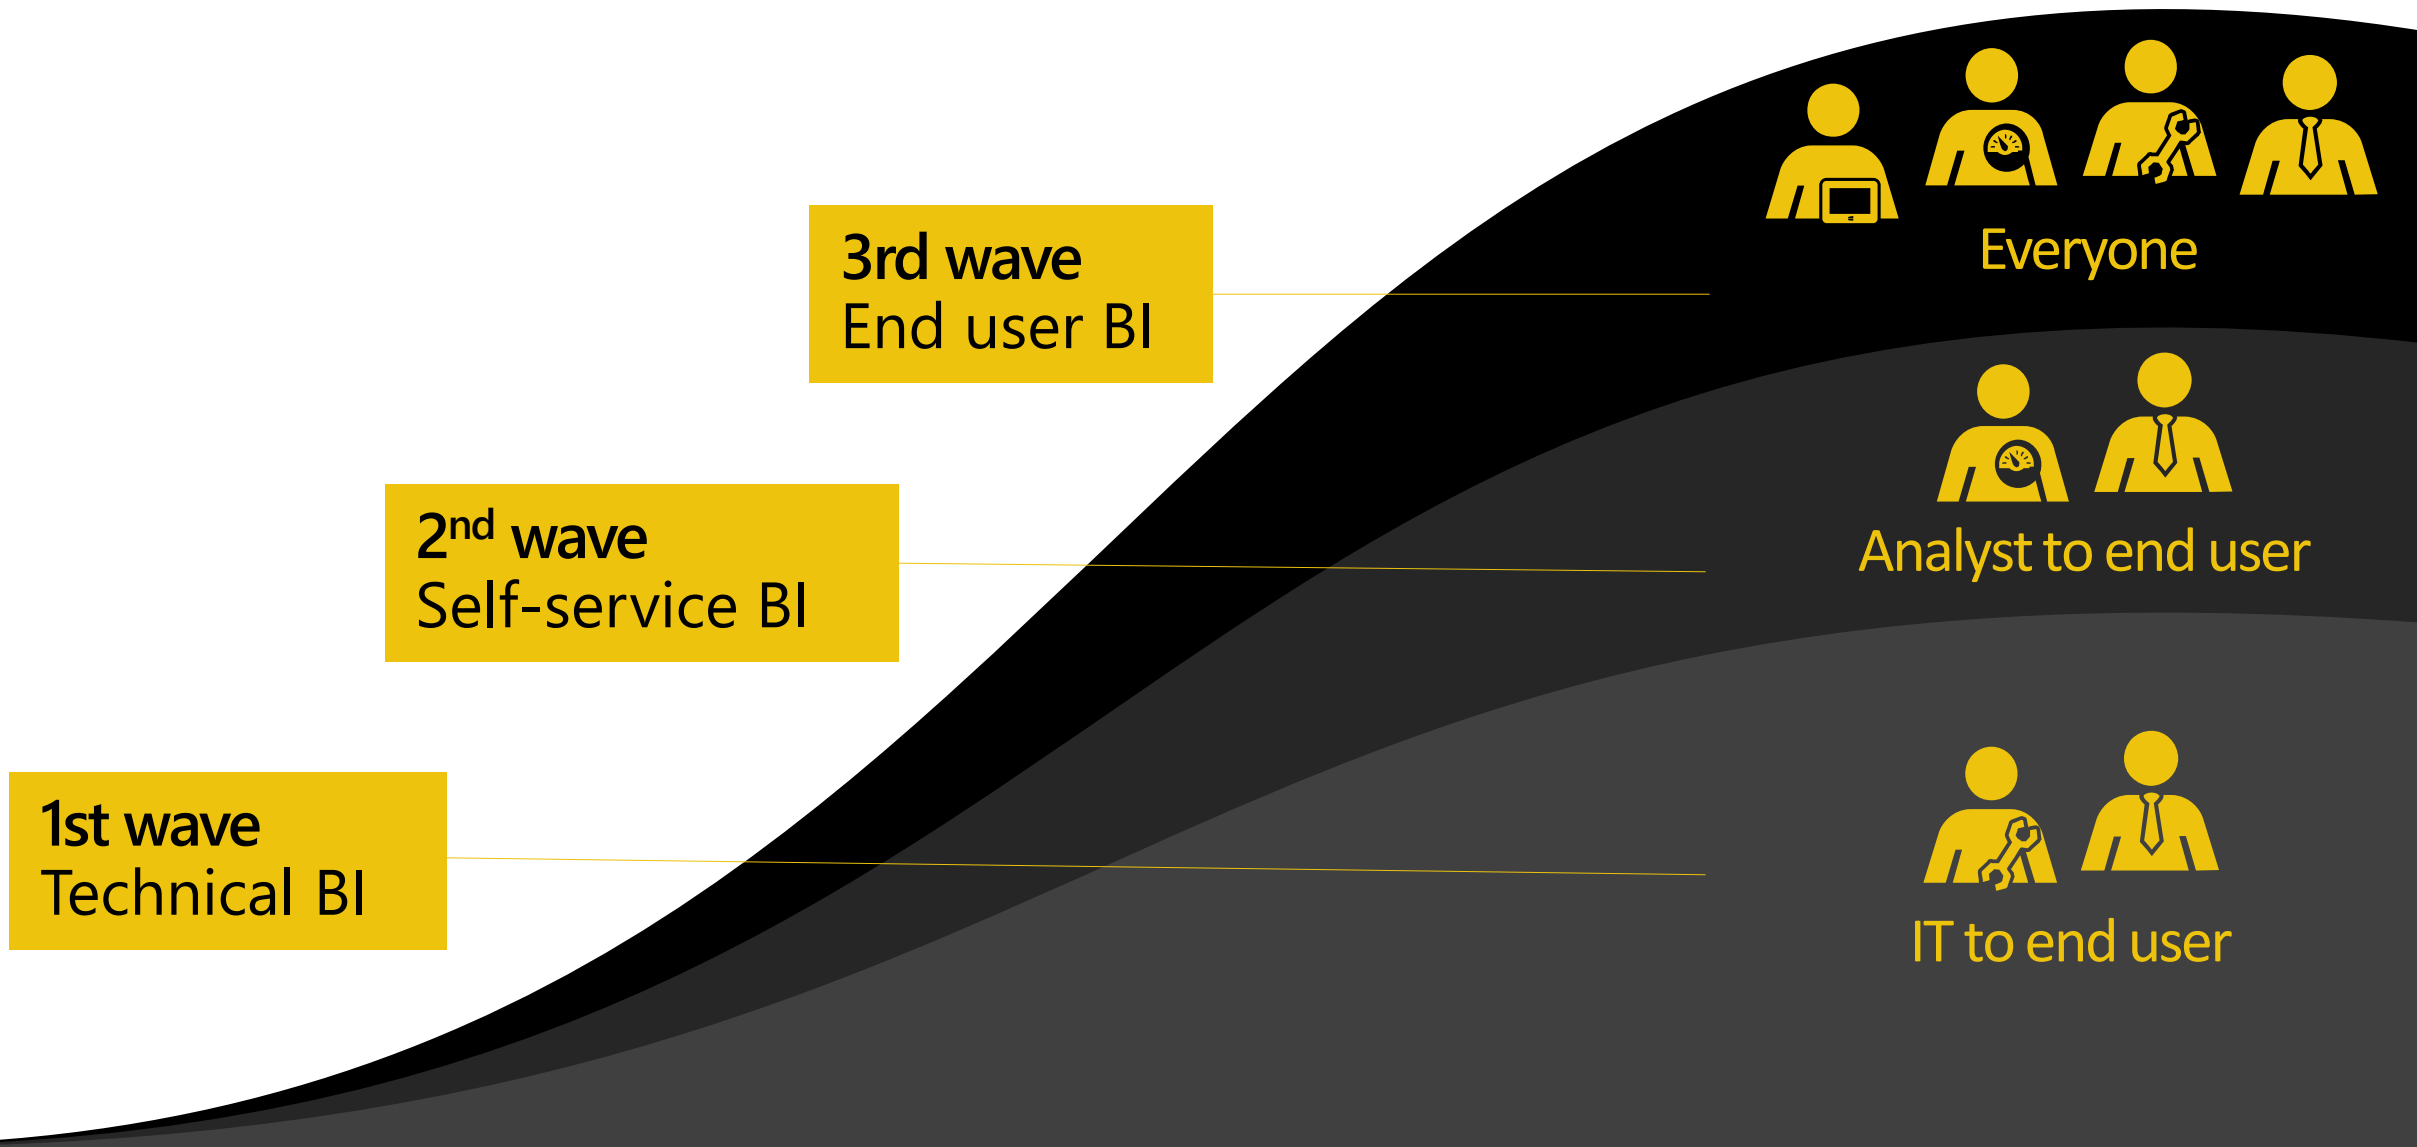 3rd wave
End user BI
Everyone
2nd wave
Self-service BI
Analyst to end user
1st wave
Technical BI
IT to end user